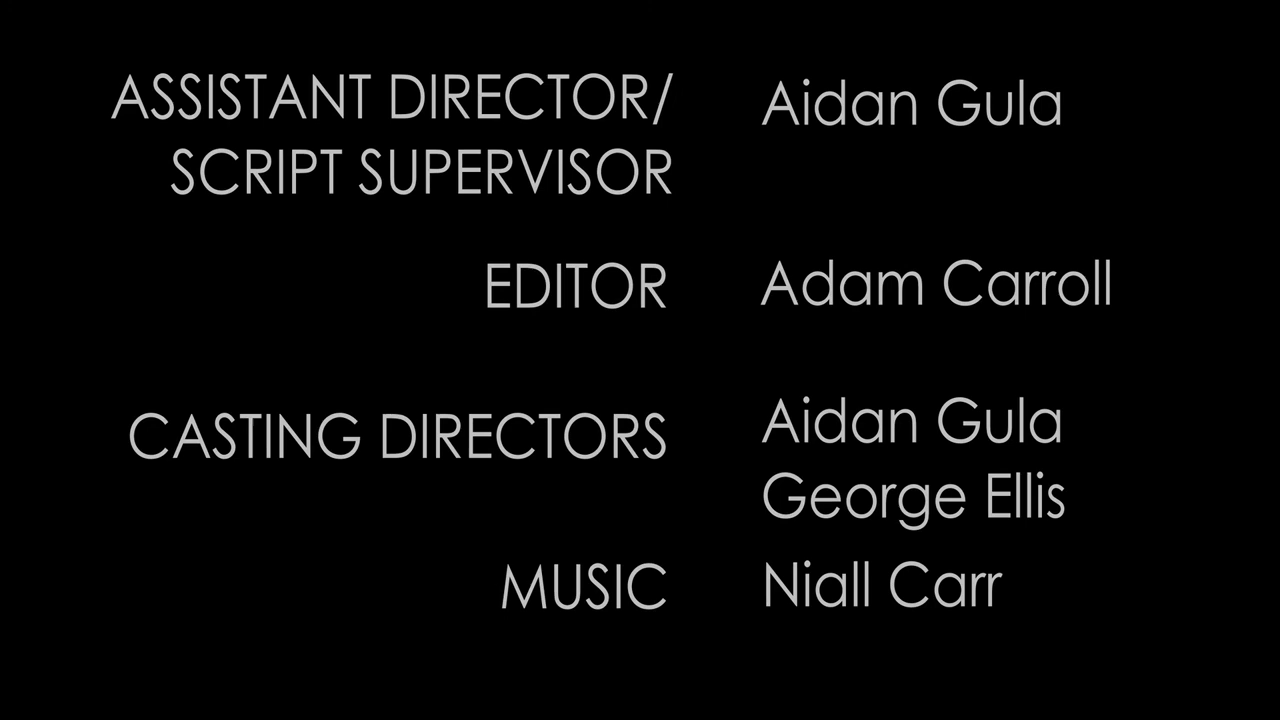 ASSISTANT DIRECTOR/ Aidan Gula
SCRIPT SUPERVISOR
EDITOR Adam Carroll
CASTING DIRECTORS Aidan Gula
George Ellis
MUSIC Niall Carr